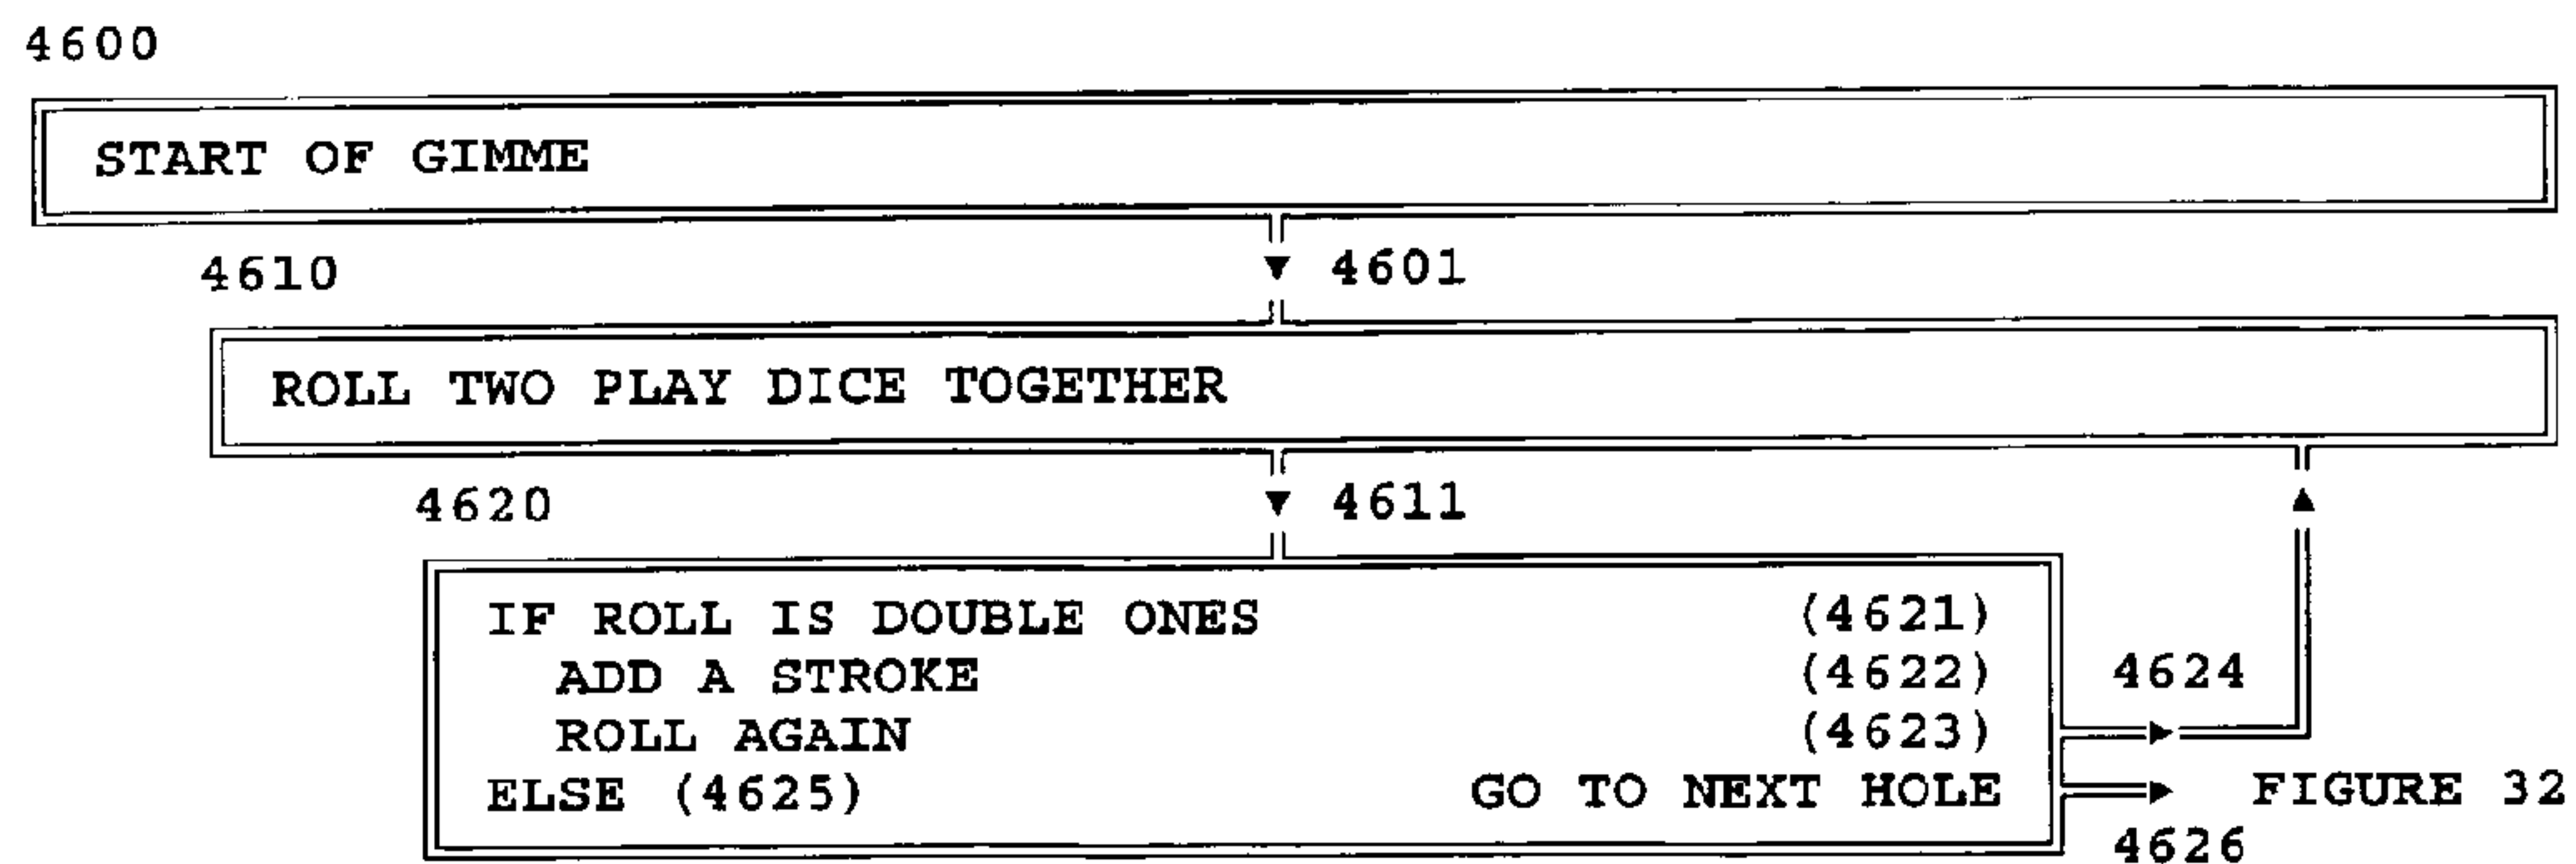 4600
START OF GIMME
4610 4601
ROLL TWO PLAY DICE TOGETHER
4620 4611
IF ROLL IS DOUBLE ONES (4621)
ADD A STROKE (4622) 4624
ROLL AGAIN (4623)
ELSE (4625) GO TO NEXT HOLE FIGURE 32
4626